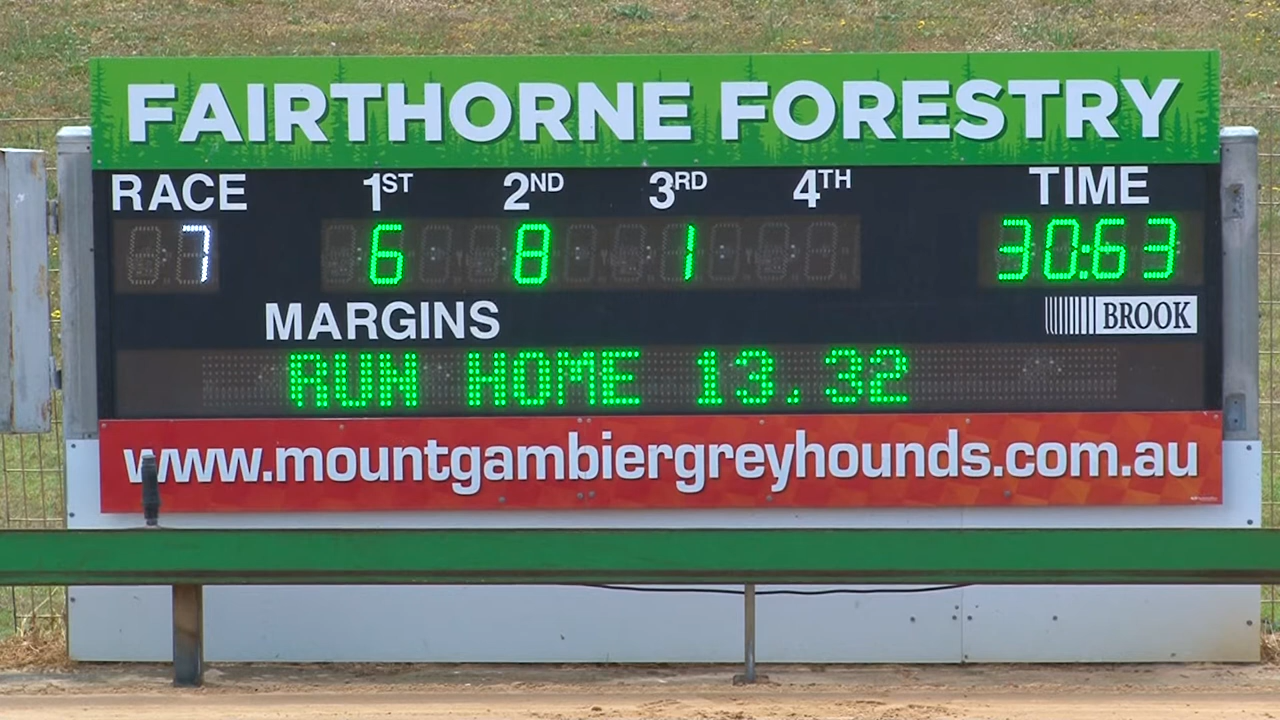 FAIRTHORNE FORESTRY
RACE 1ST 2ND 3RD 4TH TIME
7 6 8 1 30:63
MARGINS BROOK
RUN HOME 13.32
www.mountgambiergreyhounds.com.au